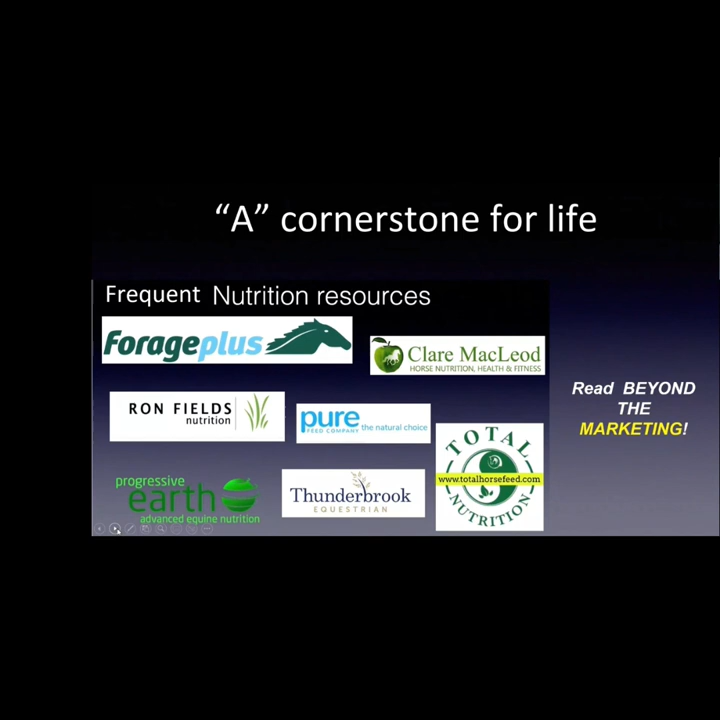 “A” cornerstone for life
Frequent Nutrition resources
Forageplus
Clare MacLeod
HORSE NUTRITION, HEALTH & FITNESS
Read BEYOND
THE
MARKETING!
RON FIELDS
nutrition
pure
FEED COMPANY the natural choice
TOTAL
www.totalhorsefeed.com
NUTRITION
progressive
earth
advanced equine nutrition
Thunderbrook
EQUESTRIAN